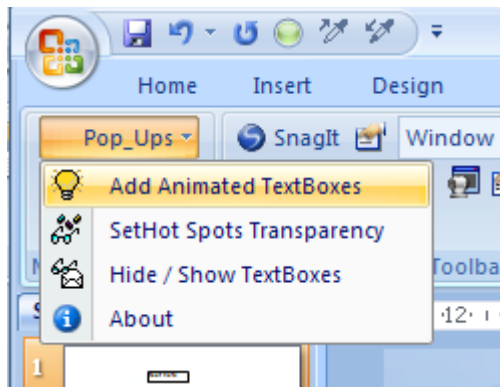 Home Insert Design
Pop_Ups SnagIt Window
Add Animated TextBoxes
SetHot Spots Transparency
Hide / Show TextBoxes
Toolba
About
12
1